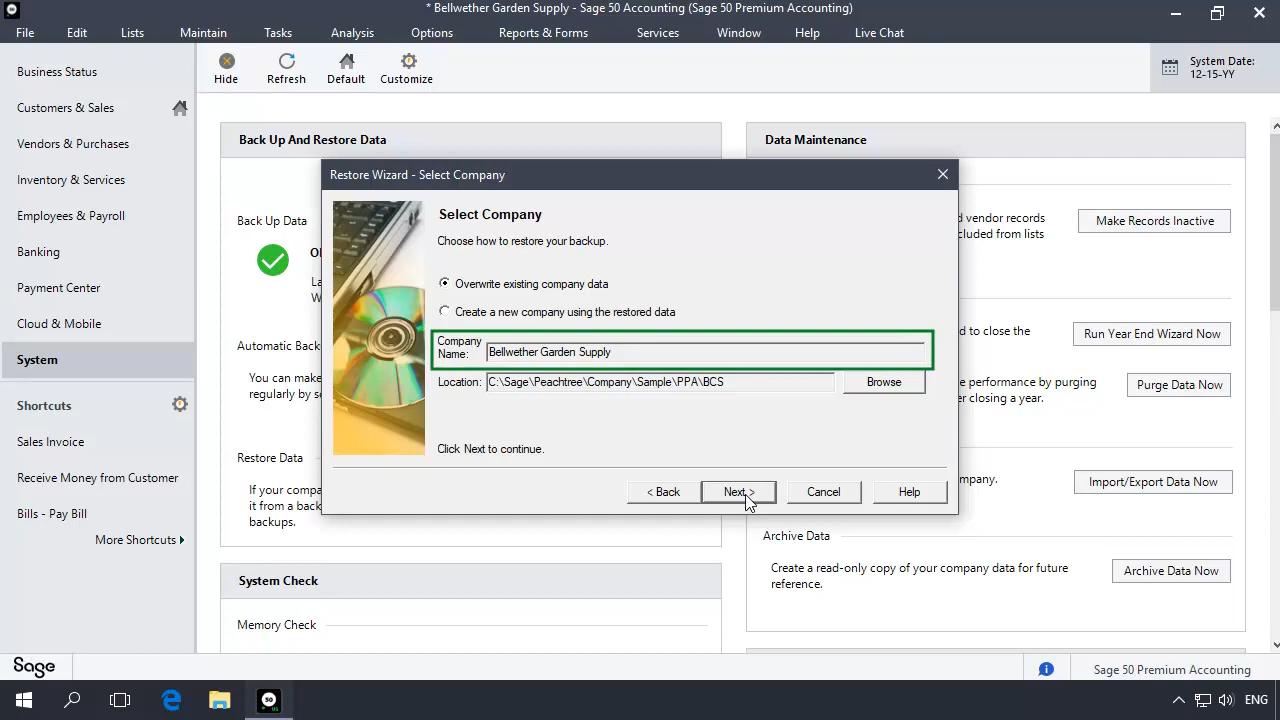 * Bellwether Garden Supply - Sage 50 Accounting (Sage 50 Premium Accounting)
File Edit Lists Maintain Tasks Analysis Options Reports & Forms Services Window Help Live Chat
Business Status
Customers & Sales
Vendors & Purchases
Inventory & Services
Employees & Payroll
Banking
Payment Center
Cloud & Mobile
System
Shortcuts
Sales Invoice
Receive Money from Customer
Bills - Pay Bill
More Shortcuts
Hide Refresh Default Customize
System Date:
12-15-YY
Back Up And Restore Data
Back Up Data
Automatic Back
You can make
regularly by se
Restore Data
If your compa
it from a back
backups.
System Check
Memory Check
Restore Wizard - Select Company
Select Company
Choose how to restore your backup.
Overwrite existing company data
Create a new company using the restored data
Company
Name: Bellwether Garden Supply
Location: C:\Sage\Peachtree\Company\Sample\PPA\BCS Browse
Click Next to continue.
< Back Next > Cancel Help
Data Maintenance
d vendor records
cluded from lists
Make Records Inactive
d to close the
Run Year End Wizard Now
e performance by purging
r closing a year.
Purge Data Now
mpany.
Import/Export Data Now
Archive Data
Create a read-only copy of your company data for future
reference.
Archive Data Now
Sage
Sage 50 Premium Accounting
50
ENG